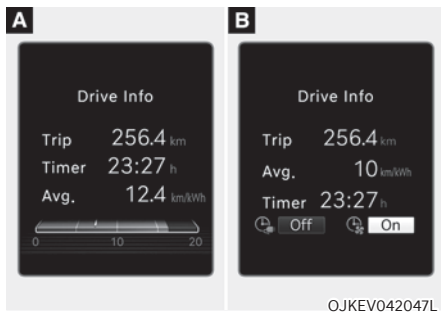 A
Drive Info
Trip 256.4 km
Timer 23:27 h
Avg. 12.4 km/kWh
0 10 20
B
Drive Info
Trip 256.4 km
Avg. 10 km/kWh
Timer 23:27 h
Off On
OJKEV042047L